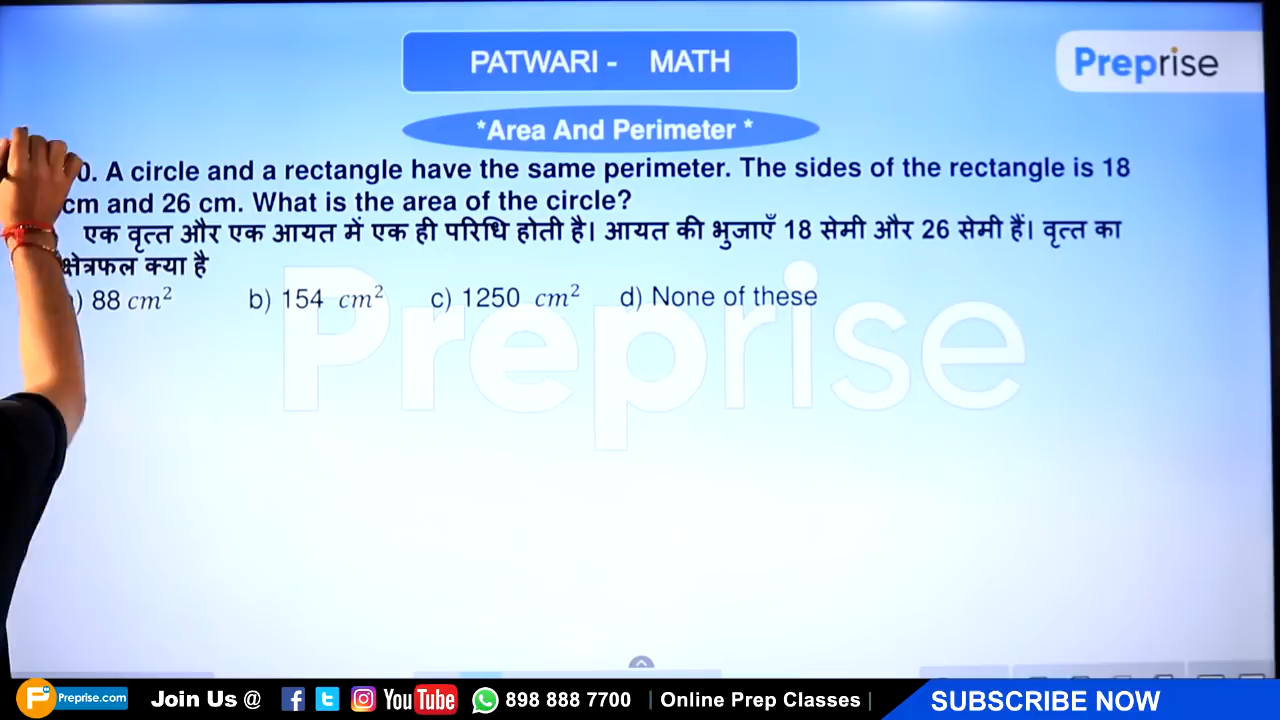 PATWARI - MATH
Preprise
*Area And Perimeter *
0. A circle and a rectangle have the same perimeter. The sides of the rectangle is 18
cm and 26 cm. What is the area of the circle?
एक वृत्त और एक आयत में एक ही परिधि होती है। आयत की भुजाएँ 18 सेमी और 26 सेमी हैं। वृत्त का
क्षेत्रफल क्या है
) 88 cm² b) 154 cm² c) 1250 cm² d) None of these
Preprise
Preprise.com Join Us @ YouTube 898 888 7700 | Online Prep Classes | SUBSCRIBE NOW